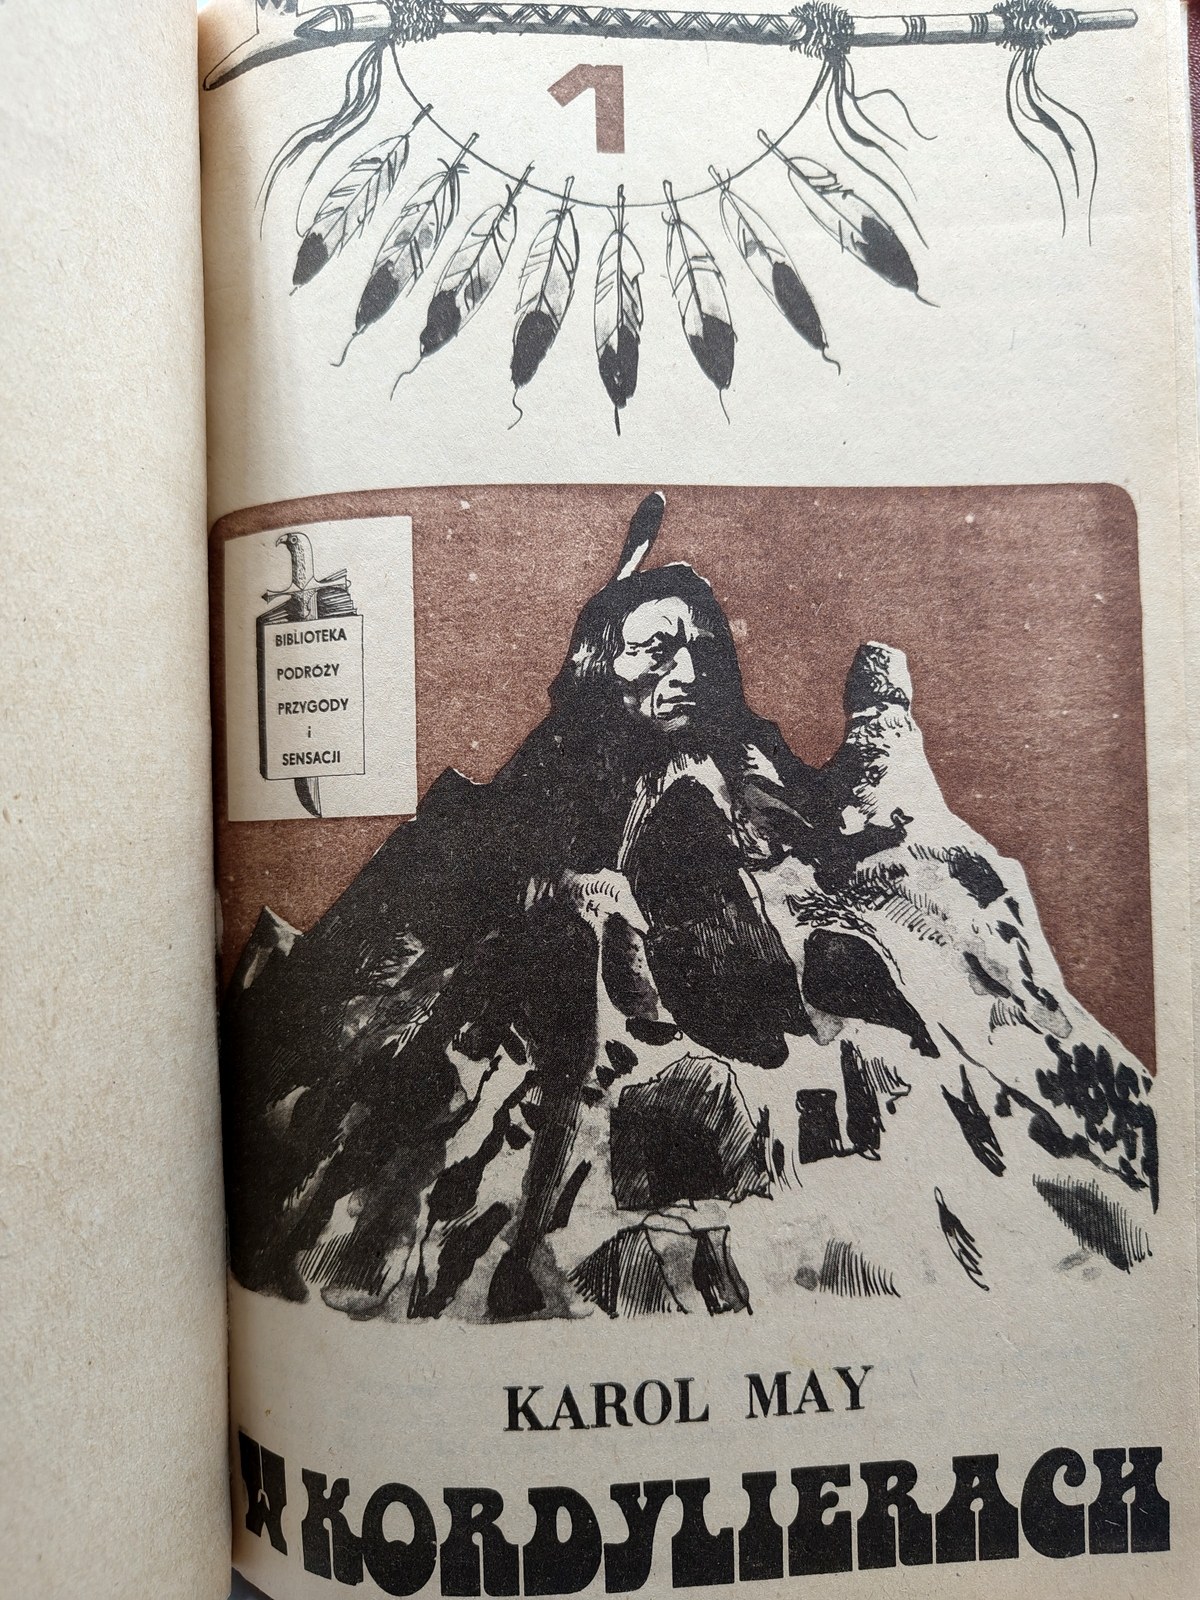 1
BIBLIOTEKA
PODRÓŻY
PRZYGODY
i
SENSACJI
KAROL MAY
W KORDYLIERACH